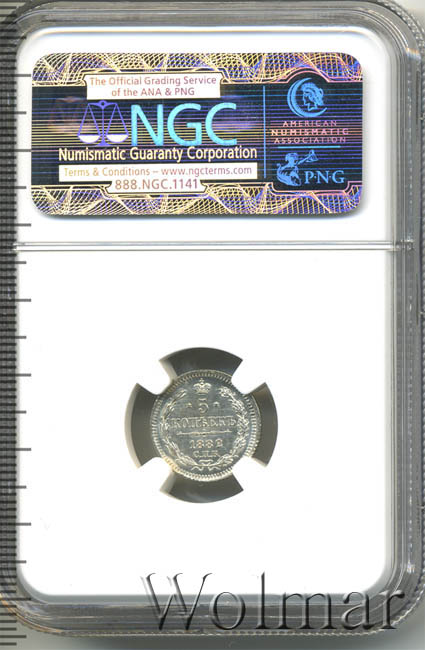 The Official Grading Service
of the ANA & PNG
NGC
Numismatic Guaranty Corporation
Terms & Conditions – www.ngcterms.com
888.NGC.1141
AMERICAN
NUMISMATIC
ASSOCIATION
P·N·G
5
КОПѢЕКЪ
1882
С.П.Б.
Wolmar